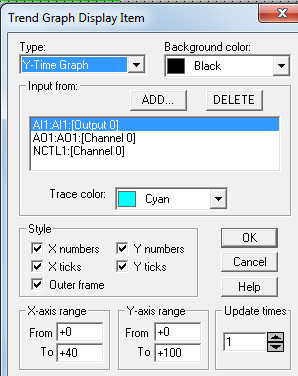 Trend Graph Display Item
Type:
Background color:
Y-Time Graph
Black
Input from:
ADD...
DELETE
AI1:AI1:[Output 0]
AO1:AO1:[Channel 0]
NCTL1:[Channel 0]
Trace color:
Cyan
Style
X numbers
Y numbers
X ticks
Y ticks
Outer frame
OK
Cancel
Help
X-axis range
Y-axis range
Update times
From +0
From +0
1
To +40
To +100